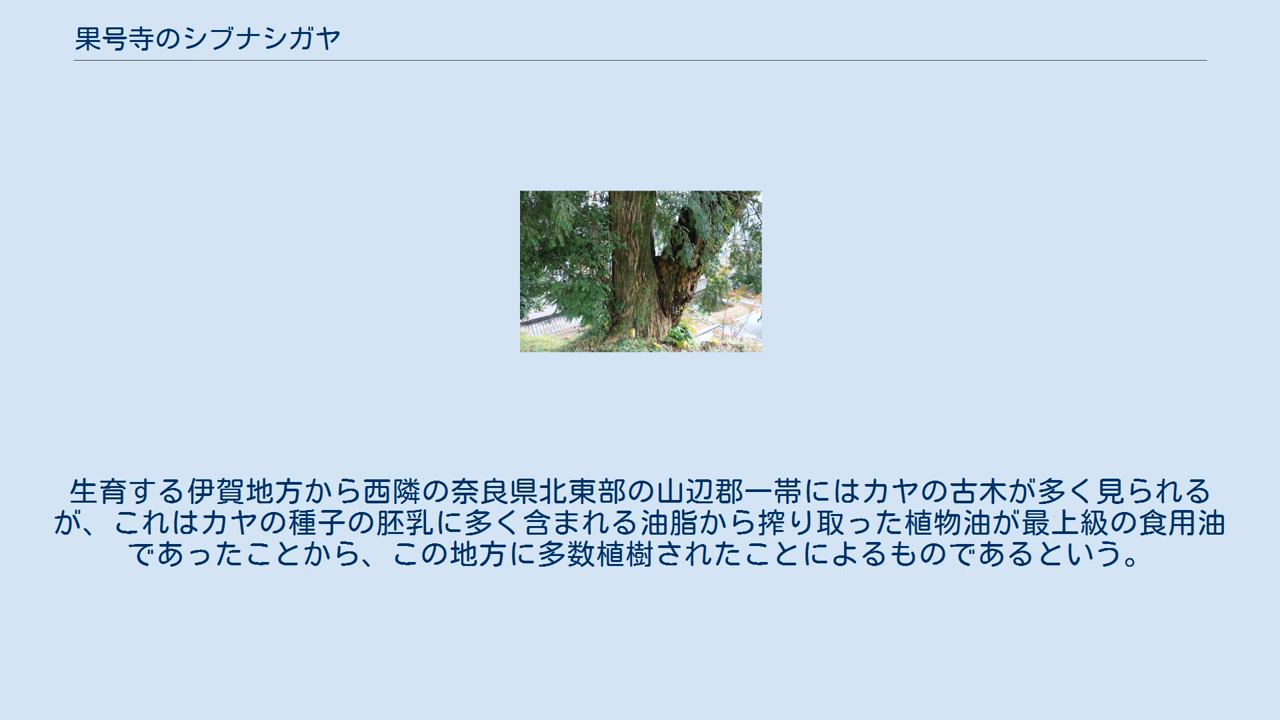 果号寺のシブナシガヤ
生育する伊賀地方から西隣の奈良県北東部の山辺郡一帯にはカヤの古木が多く見られる
が、これはカヤの種子の胚乳に多く含まれる油脂から搾り取った植物油が最上級の食用油
であったことから、この地方に多数植樹されたことによるものであるという。